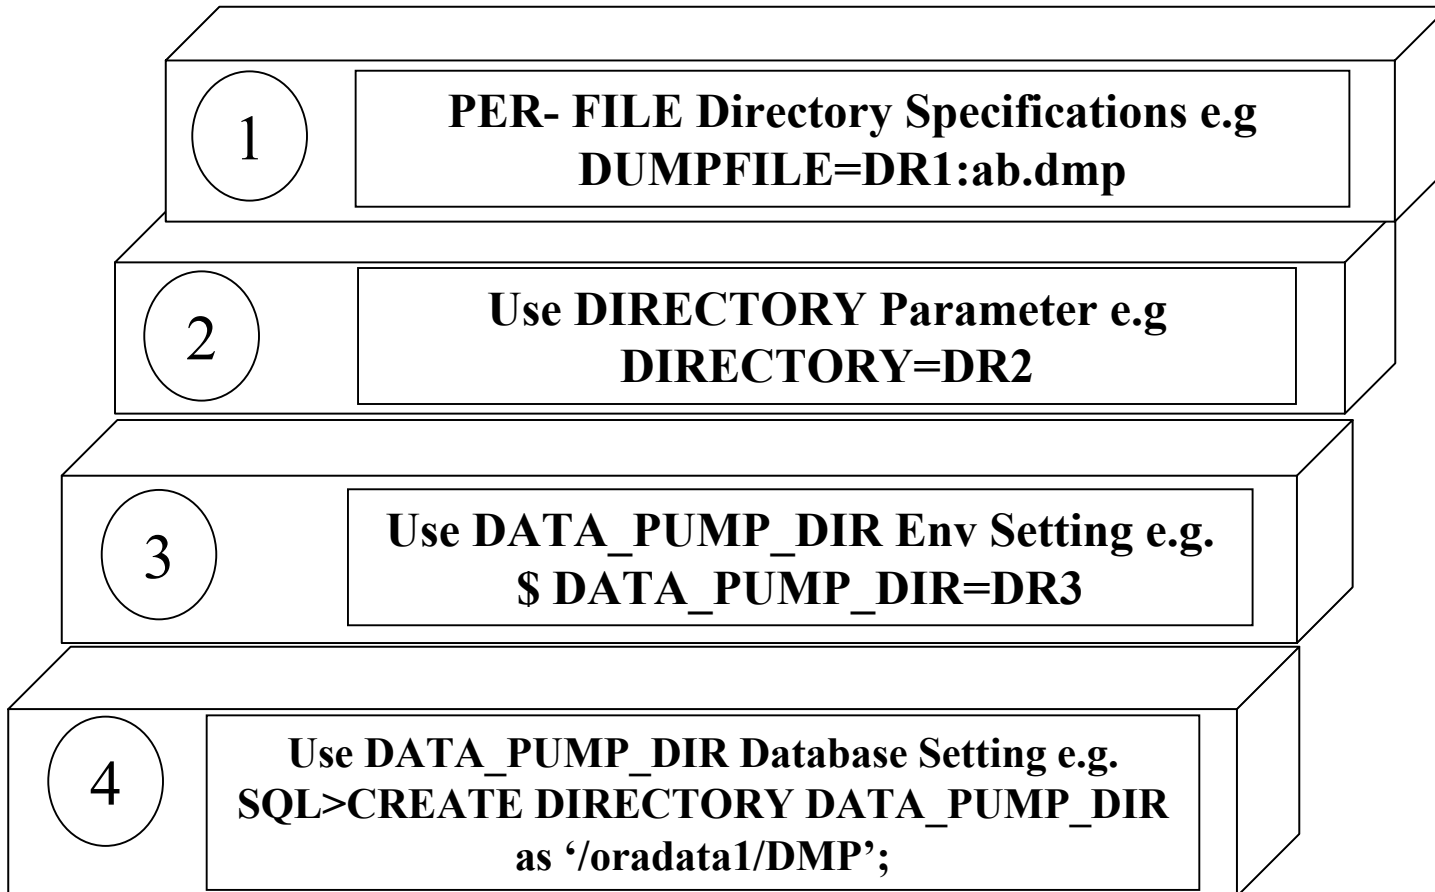 1
PER- FILE Directory Specifications e.g
DUMPFILE=DR1:ab.dmp
2
Use DIRECTORY Parameter e.g
DIRECTORY=DR2
3
Use DATA_PUMP_DIR Env Setting e.g.
$ DATA_PUMP_DIR=DR3
4
Use DATA_PUMP_DIR Database Setting e.g.
SQL>CREATE DIRECTORY DATA_PUMP_DIR
as ‘/oradata1/DMP’;